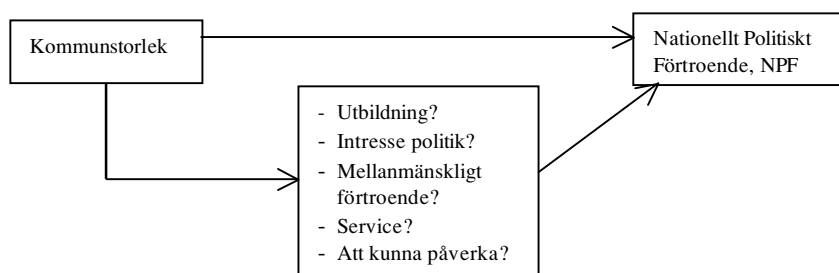 Kommunstorlek
Nationellt Politiskt
Förtroende, NPF
- Utbildning?
- Intresse politik?
- Mellanmänskligt
förtroende?
- Service?
- Att kunna påverka?